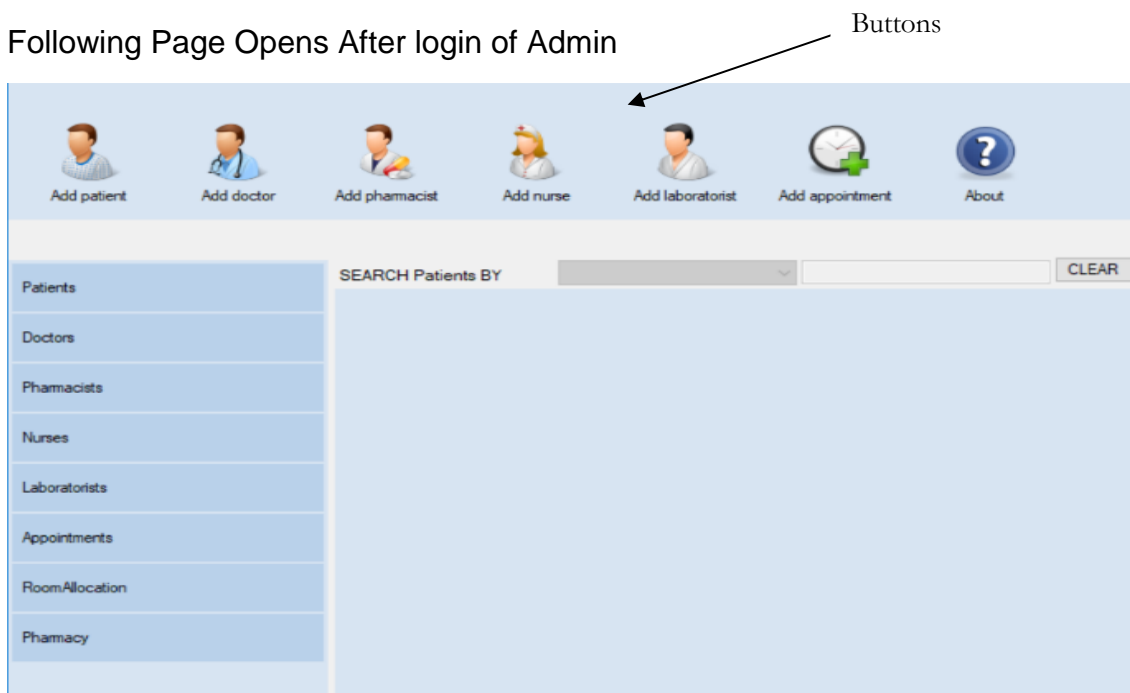 Buttons
Following Page Opens After login of Admin
Add patient Add doctor Add pharmacist Add nurse Add laboratorist Add appointment About
?
SEARCH Patients BY CLEAR
Patients
Doctors
Pharmacists
Nurses
Laboratorists
Appointments
RoomAllocation
Pharmacy